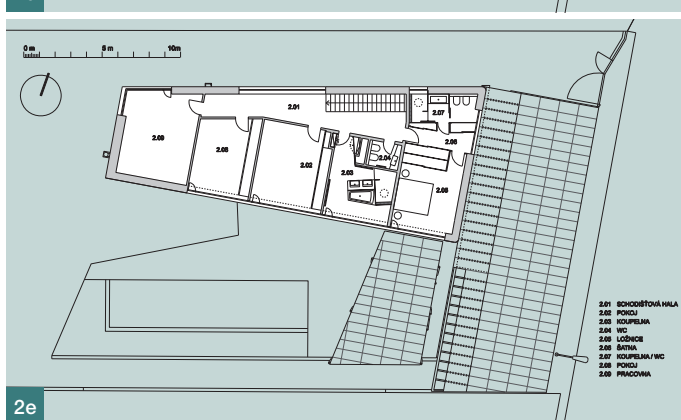 0 m 5 m 10m
2.01
2.07
2.09
2.08
2.02
2.04
2.06
2.03
2.05
2.01 SCHODIŠŤOVÁ HALA
2.02 POKOJ
2.03 KOUPELNA
2.04 WC
2.05 LOŽNICE
2.06 ŠATNA
2.07 KOUPELNA / WC
2.08 POKOJ
2.09 PRACOVNA
2e